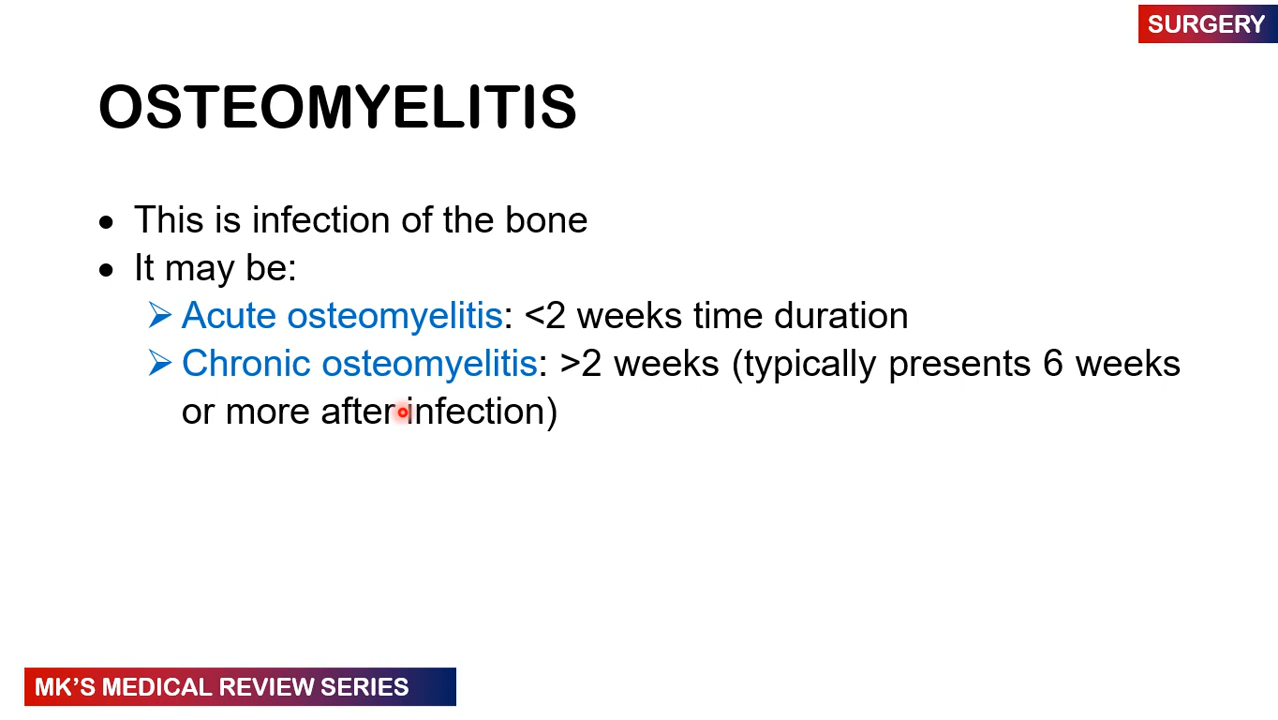 SURGERY
OSTEOMYELITIS
• This is infection of the bone
• It may be:
➢ Acute osteomyelitis: <2 weeks time duration
➢ Chronic osteomyelitis: >2 weeks (typically presents 6 weeks
or more after infection)
MK'S MEDICAL REVIEW SERIES